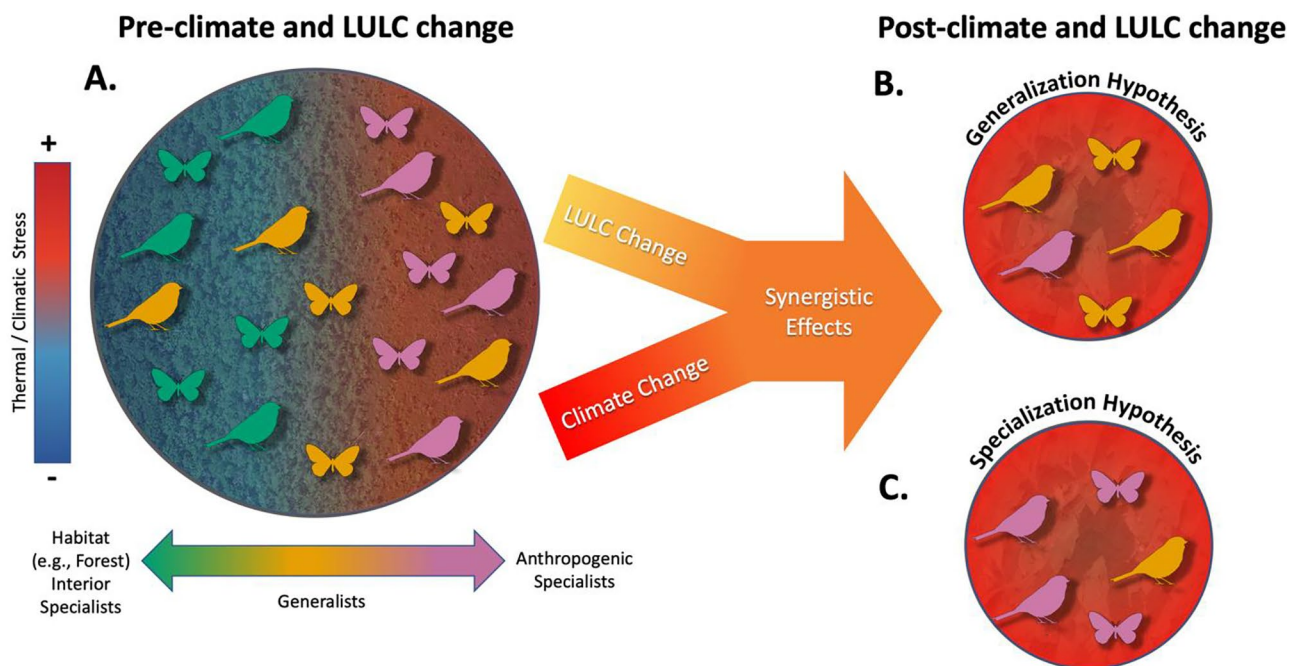 Pre-climate and LULC change
Post-climate and LULC change
A.
+
Thermal / Climatic Stress
-
Habitat
(e.g., Forest)
Interior
Specialists
Generalists
Anthropogenic
Specialists
LULC Change
Climate Change
Synergistic
Effects
B.
Generalization Hypothesis
C.
Specialization Hypothesis